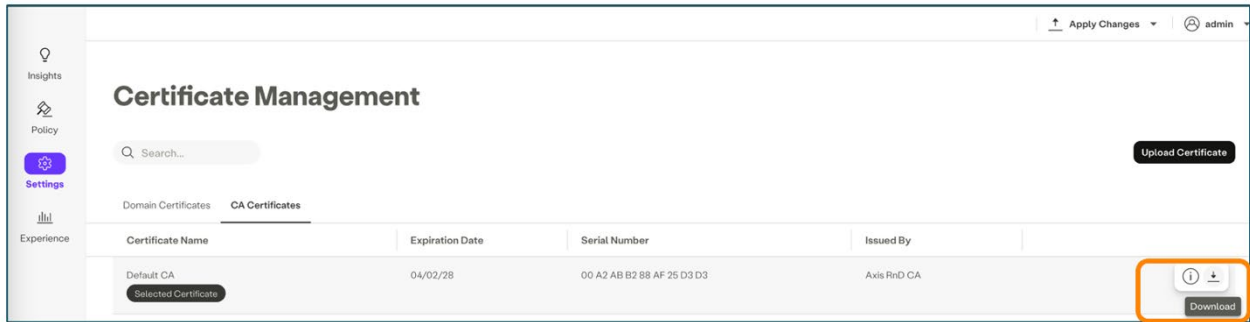 Apply Changes admin
Insights
Policy
Settings
Experience
Certificate Management
Search...
Upload Certificate
Domain Certificates CA Certificates
Certificate Name Expiration Date Serial Number Issued By
Default CA 04/02/28 00 A2 AB B2 88 AF 25 D3 D3 Axis RnD CA
Selected Certificate
Download